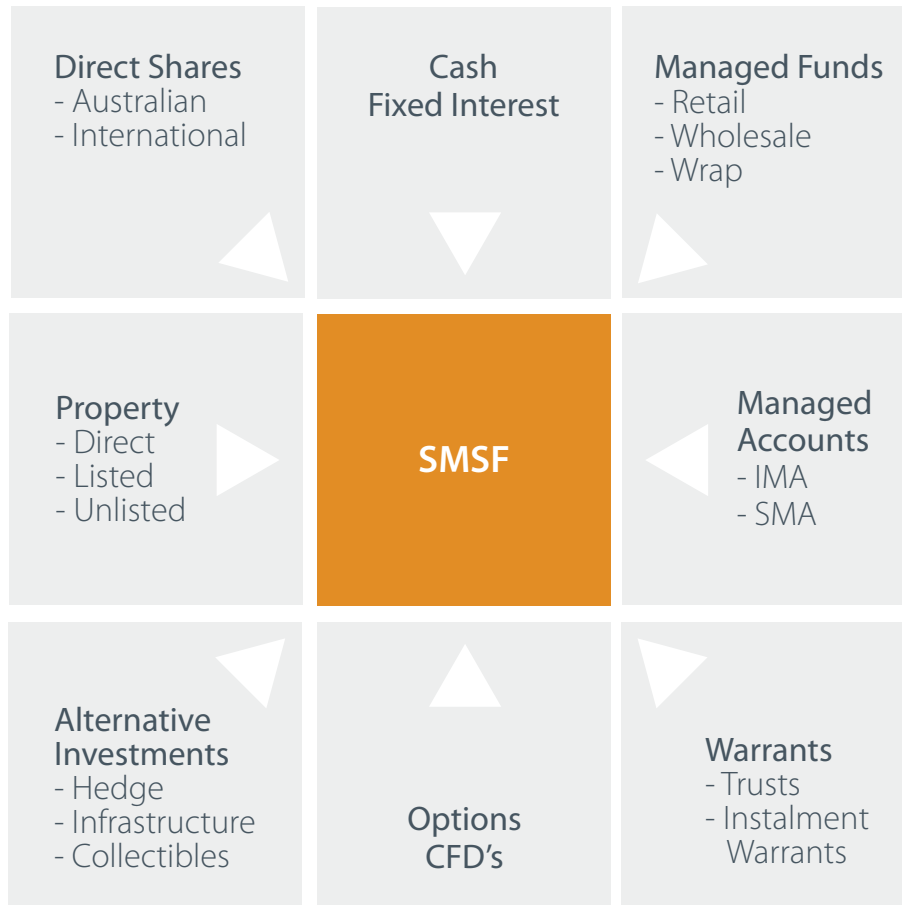 Direct Shares
- Australian
- International
Cash
Fixed Interest
Managed Funds
- Retail
- Wholesale
- Wrap
Property
- Direct
- Listed
- Unlisted
SMSF
Managed
Accounts
- IMA
- SMA
Alternative
Investments
- Hedge
- Infrastructure
- Collectibles
Options
CFD's
Warrants
- Trusts
- Instalment
Warrants